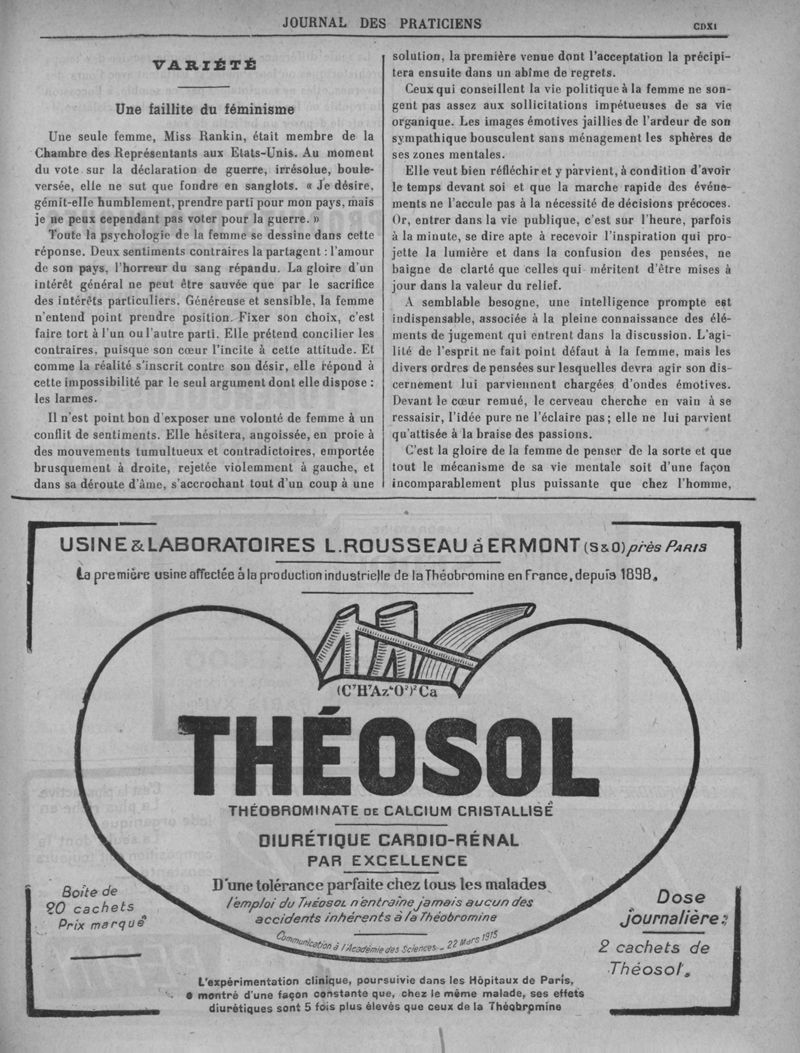 JOURNAL DES PRATICIENS
CDXI
VARIÉTÉ
Une faillite du féminisme
Une seule femme, Miss Rankin, était membre de la
Chambre des Représentants aux Etats-Unis. Au moment
du vote sur la déclaration de guerre, irrésolue, boule-
versée, elle ne sut que fondre en sanglots. « Je désire,
gémit-elle humblement, prendre parti pour mon pays, mais
je ne peux cependant pas voter pour la guerre. »
Toute la psychologie de la femme se dessine dans cette
réponse. Deux sentiments contraires la partagent : l'amour
de son pays, l'horreur du sang répandu. La gloire d'un
intérêt général ne peut être sauvée que par le sacrifice
des intérêts particuliers. Généreuse et sensible, la femme
n'entend point prendre position. Fixer son choix, c'est
faire tort à l'un ou l'autre parti. Elle prétend concilier les
contraires, puisque son cœur l'incite à cette attitude. Et
comme la réalité s'inscrit contre son désir, elle répond à
cette impossibilité par le seul argument dont elle dispose :
les larmes.
Il n'est point bon d'exposer une volonté de femme à un
conflit de sentiments. Elle hésitera, angoissée, en proie à
des mouvements tumultueux et contradictoires, emportée
brusquement à droite, rejetée violemment à gauche, et
dans sa déroute d'âme, s'accrochant tout d'un coup à une
solution, la première venue dont l'acceptation la précipi-
tera ensuite dans un abîme de regrets.
Ceux qui conseillent la vie politique à la femme ne son-
gent pas assez aux sollicitations impétueuses de sa vie
organique. Les images émotives jaillies de l'ardeur de son
sympathique bousculent sans ménagement les sphères de
ses zones mentales.
Elle veut bien réfléchir et y parvient, à condition d'avoir
le temps devant soi et que la marche rapide des événe-
ments ne l'accule pas à la nécessité de décisions précoces.
Or, entrer dans la vie publique, c'est sur l'heure, parfois
à la minute, se dire apte à recevoir l'inspiration qui pro-
jette la lumière et dans la confusion des pensées, ne
baigne de clarté que celles qui méritent d'être mises à
jour dans la valeur du relief.
A semblable besogne, une intelligence prompte est
indispensable, associée à la pleine connaissance des élé-
ments de jugement qui entrent dans la discussion. L'agi-
lité de l'esprit ne fait point défaut à la femme, mais les
divers ordres de pensées sur lesquelles devra agir son dis-
cernement lui parviennent chargées d'ondes émotives.
Devant le cœur remué, le cerveau cherche en vain à se
ressaisir, l'idée pure ne l'éclaire pas ; elle ne lui parvient
qu'attisée à la braise des passions.
C'est la gloire de la femme de penser de la sorte et que
tout le mécanisme de sa vie mentale soit d'une façon
incomparablement plus puissante que chez l'homme,
USINE & LABORATOIRES L. ROUSSEAU à ERMONT (S & O) près PARIS
La première usine affectée à la production industrielle de la Théobromine en France, depuis 1898.
(C⁷H⁷Az⁴O²)² Ca
THÉOSOL
THÉOBROMINATE DE CALCIUM CRISTALLISÉ
DIURÉTIQUE CARDIO-RÉNAL
PAR EXCELLENCE
D'une tolérance parfaite chez tous les malades
l'emploi du THÉOSOL n'entraîne jamais aucun des
accidents inhérents à la Théobromine
Communication à l'Académie des Sciences _ 22 Mars 1915
Boite de
20 cachets
Prix marqué
Dose
journalière:
2 cachets de
Théosol.
L'expérimentation clinique, poursuivie dans les Hôpitaux de Paris,
a montré d'une façon constante que, chez le même malade, ses effets
diurétiques sont 5 fois plus élevés que ceux de la Théobromine